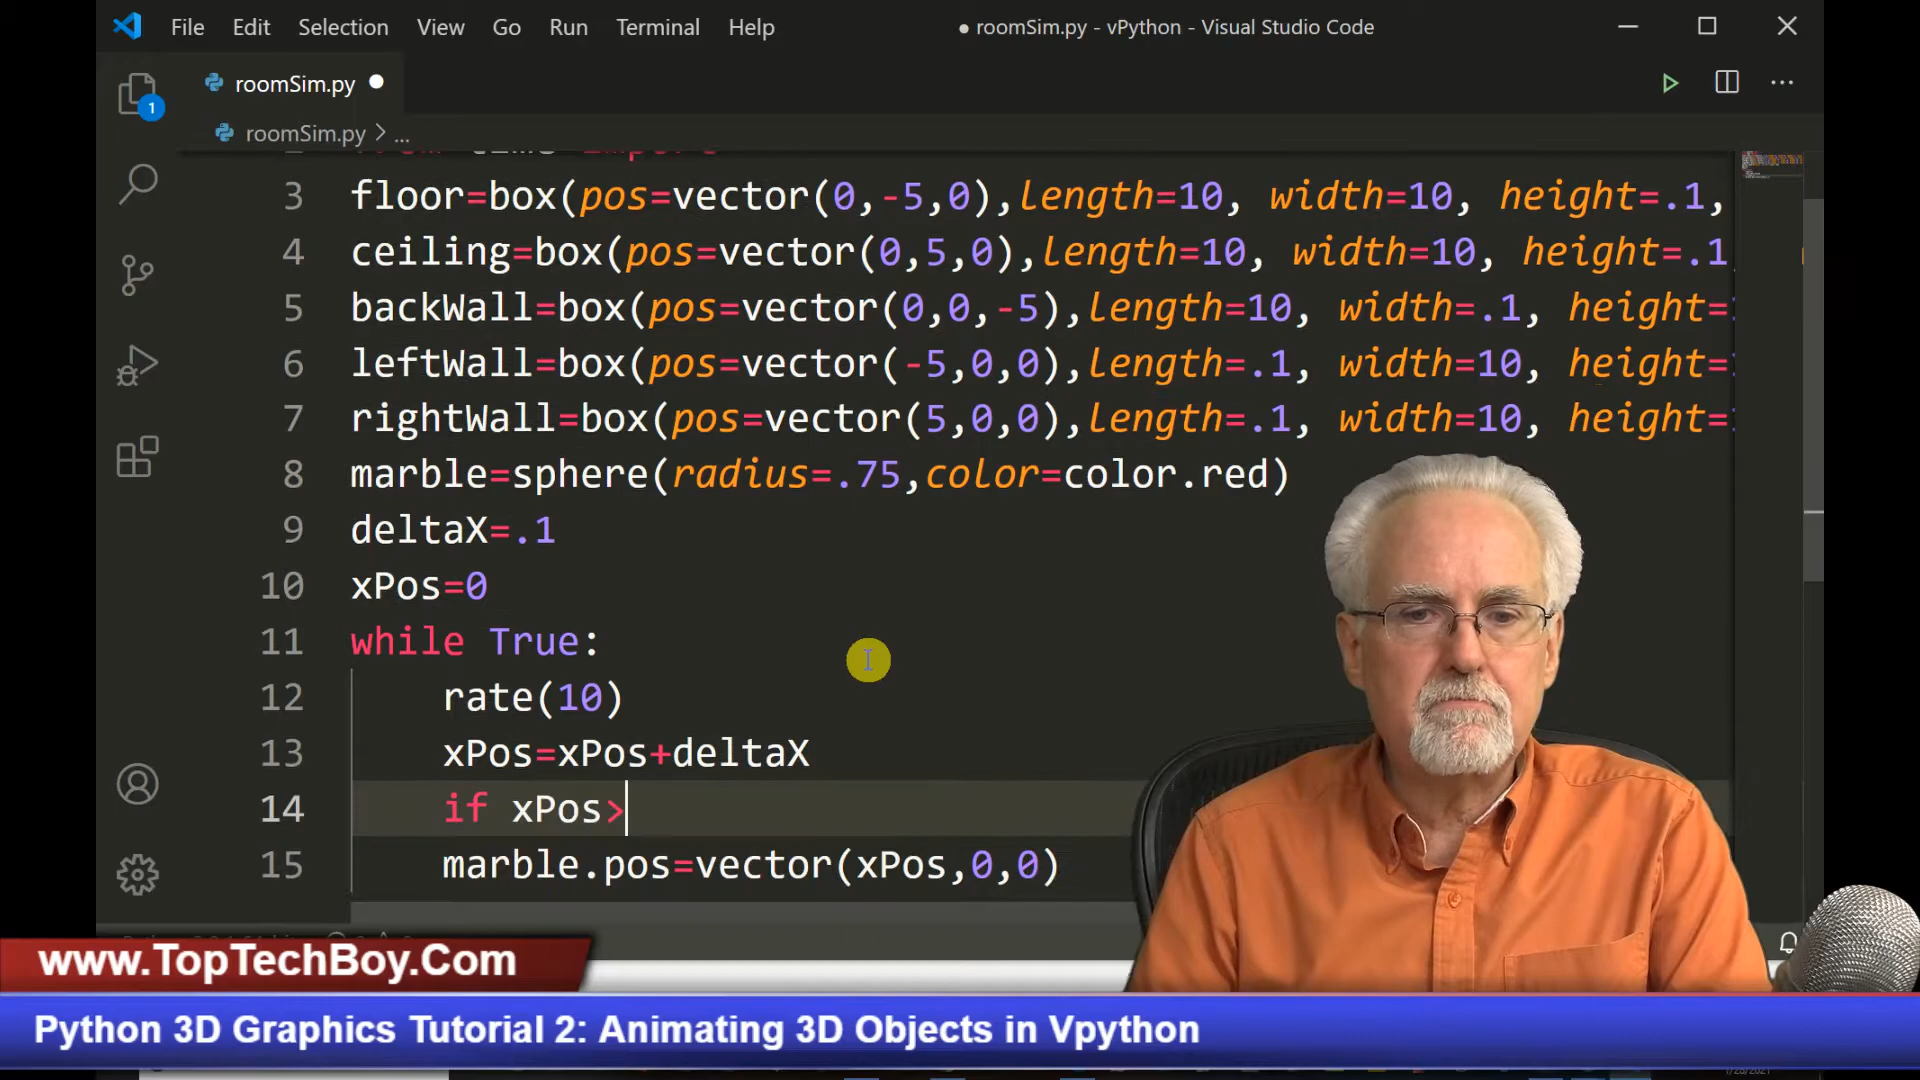 File Edit Selection View Go Run Terminal Help ● roomSim.py - vPython - Visual Studio Code
roomSim.py ●
1
roomSim.py > ...
3 floor=box(pos=vector(0,-5,0),length=10, width=10, height=.1,
4 ceiling=box(pos=vector(0,5,0),length=10, width=10, height=.1
5 backWall=box(pos=vector(0,0,-5),length=10, width=.1, height=
6 leftWall=box(pos=vector(-5,0,0),length=.1, width=10, height=
7 rightWall=box(pos=vector(5,0,0),length=.1, width=10, height=
8 marble=sphere(radius=.75,color=color.red)
9 deltaX=.1
10 xPos=0
11 while True:
12 rate(10)
13 xPos=xPos+deltaX
14 if xPos>
15 marble.pos=vector(xPos,0,0)
www.TopTechBoy.Com
Python 3D Graphics Tutorial 2: Animating 3D Objects in Vpython